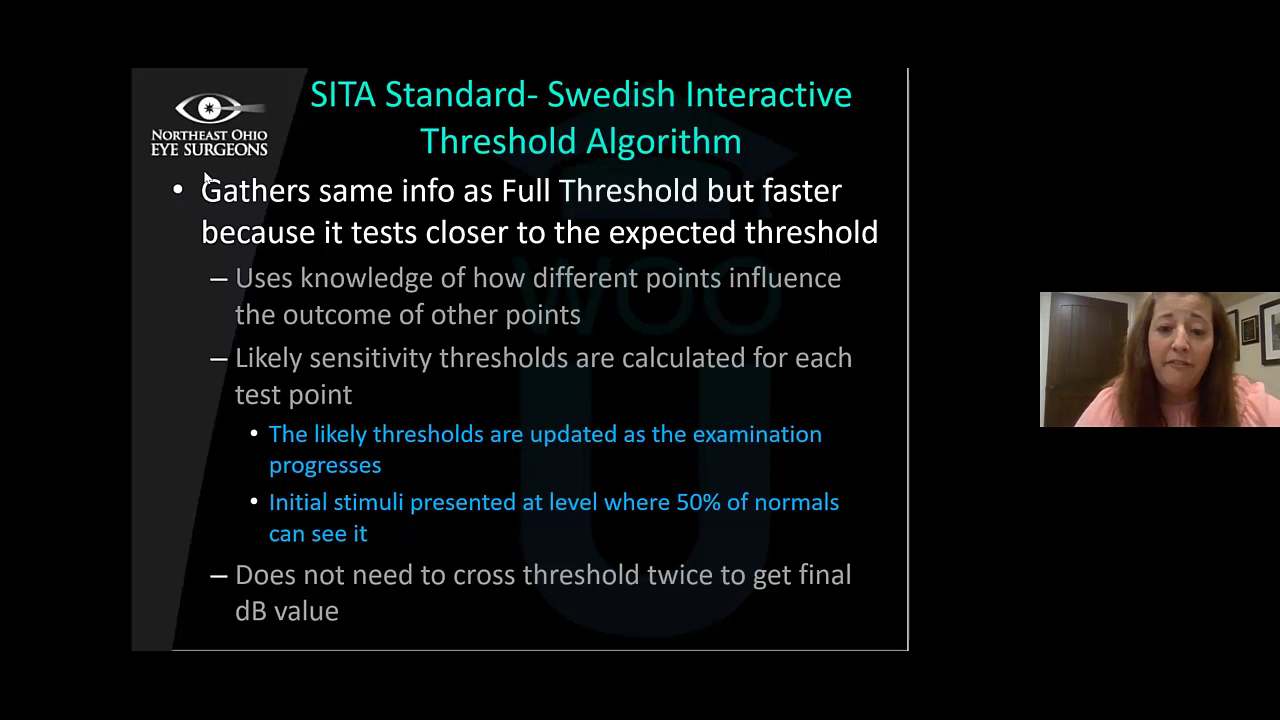 SITA Standard- Swedish Interactive
Threshold Algorithm
NORTHEAST OHIO
EYE SURGEONS
• Gathers same info as Full Threshold but faster
because it tests closer to the expected threshold
– Uses knowledge of how different points influence
the outcome of other points
– Likely sensitivity thresholds are calculated for each
test point
• The likely thresholds are updated as the examination
progresses
• Initial stimuli presented at level where 50% of normals
can see it
– Does not need to cross threshold twice to get final
dB value
WOO
U